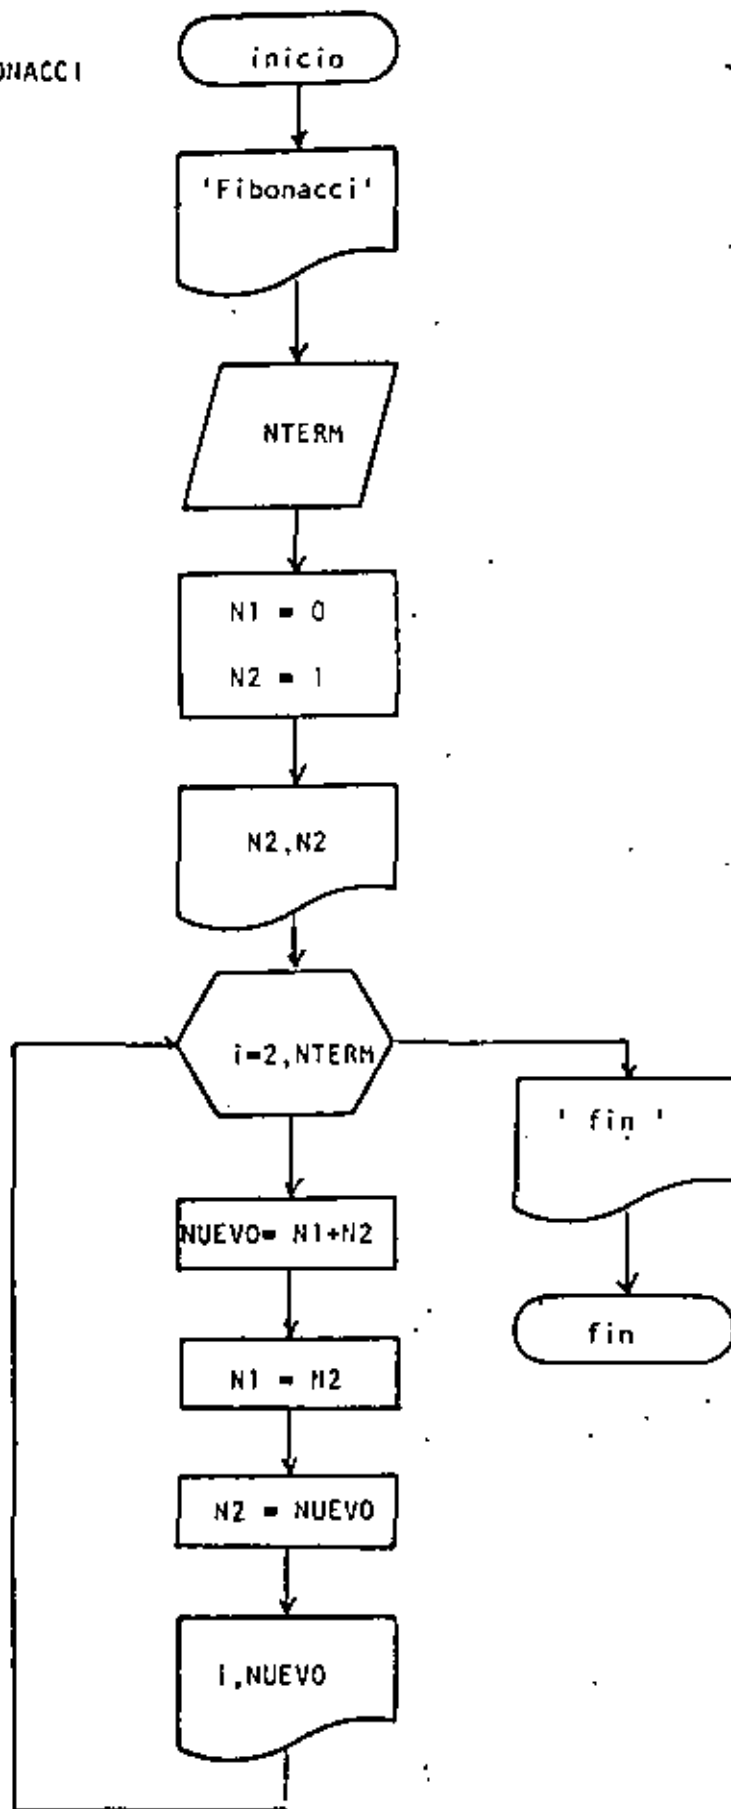 ONACCI
inicio
'Fibonacci'
NTERM
N1 = 0
N2 = 1
N2,N2
i=2,NTERM
' fin '
NUEVO= N1+N2
fin
N1 = N2
N2 = NUEVO
i,NUEVO